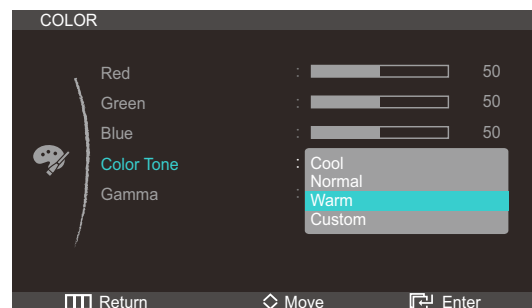 COLOR
Red : 50
Green : 50
Blue : 50
Color Tone : Cool
Normal
Gamma : Warm
Custom
Return Move Enter